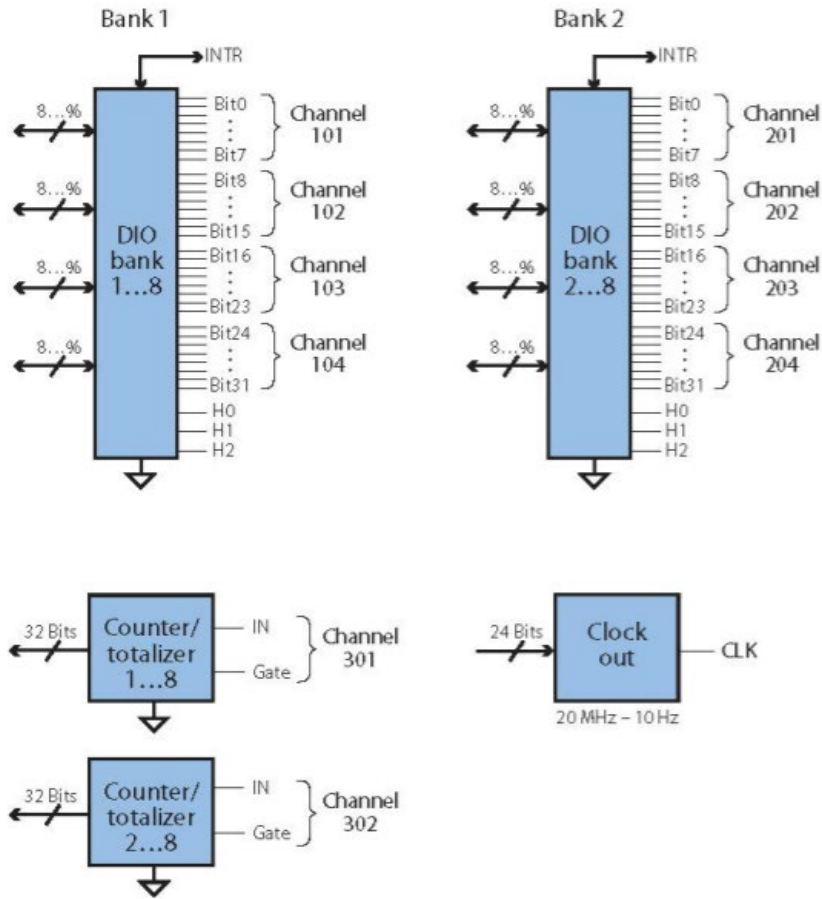 Bank 1
INTR
8...%
8...%
8...%
8...%
DIO
bank
1...8
Bit0
Bit7
Channel
101
Bit8
Bit15
Channel
102
Bit16
Bit23
Channel
103
Bit24
Bit31
Channel
104
H0
H1
H2
Bank 2
INTR
8...%
8...%
8...%
8...%
DIO
bank
2...8
Bit0
Bit7
Channel
201
Bit8
Bit15
Channel
202
Bit16
Bit23
Channel
203
Bit24
Bit31
Channel
204
H0
H1
H2
32 Bits
Counter/
totalizer
1...8
IN
Gate
Channel
301
24 Bits
Clock
out
CLK
20 MHz – 10 Hz
32 Bits
Counter/
totalizer
2...8
IN
Gate
Channel
302